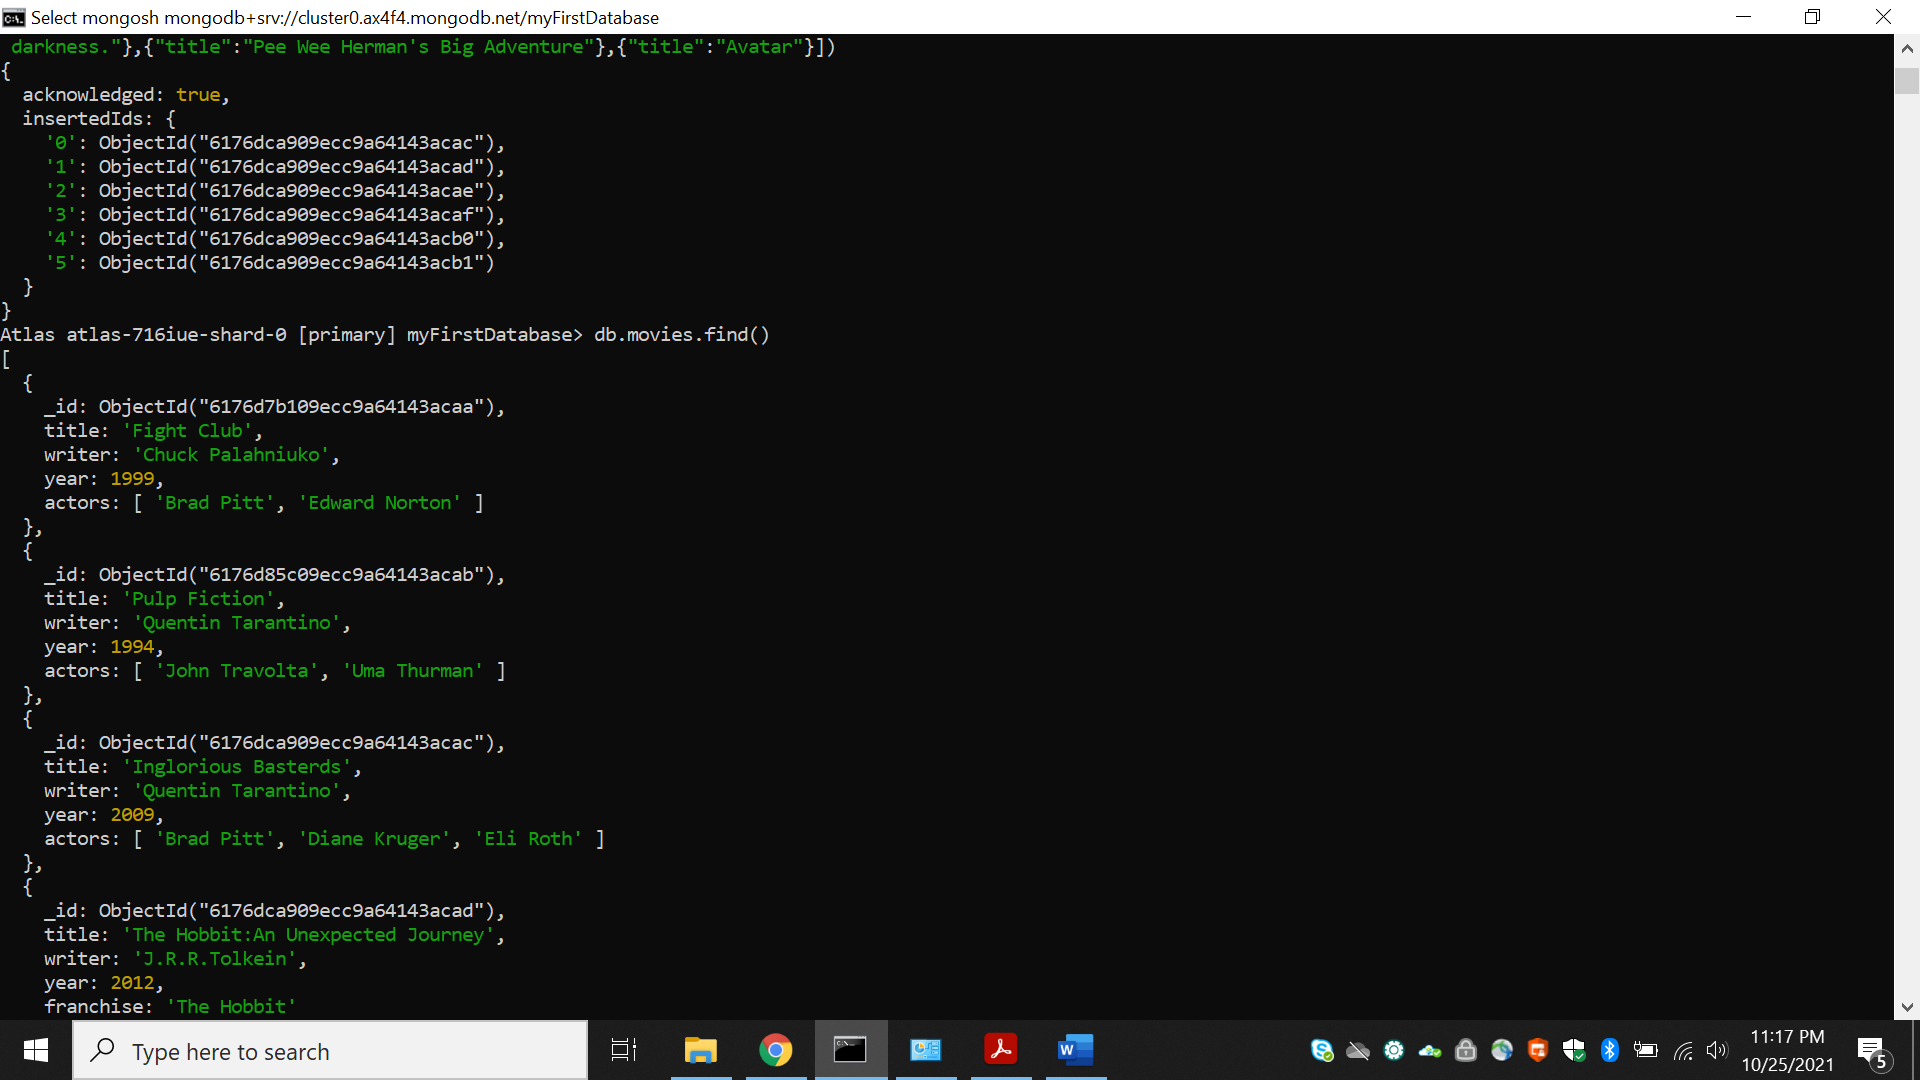 Select mongosh mongodb+srv://cluster0.ax4f4.mongodb.net/myFirstDatabase
darkness."},{"title":"Pee Wee Herman's Big Adventure"},{"title":"Avatar"}])
{
  acknowledged: true,
  insertedIds: {
    '0': ObjectId("6176dca909ecc9a64143acac"),
    '1': ObjectId("6176dca909ecc9a64143acad"),
    '2': ObjectId("6176dca909ecc9a64143acae"),
    '3': ObjectId("6176dca909ecc9a64143acaf"),
    '4': ObjectId("6176dca909ecc9a64143acb0"),
    '5': ObjectId("6176dca909ecc9a64143acb1")
  }
}
Atlas atlas-716iue-shard-0 [primary] myFirstDatabase> db.movies.find()
[
  {
    _id: ObjectId("6176d7b109ecc9a64143acaa"),
    title: 'Fight Club',
    writer: 'Chuck Palahniuko',
    year: 1999,
    actors: [ 'Brad Pitt', 'Edward Norton' ]
  },
  {
    _id: ObjectId("6176d85c09ecc9a64143acab"),
    title: 'Pulp Fiction',
    writer: 'Quentin Tarantino',
    year: 1994,
    actors: [ 'John Travolta', 'Uma Thurman' ]
  },
  {
    _id: ObjectId("6176dca909ecc9a64143acac"),
    title: 'Inglorious Basterds',
    writer: 'Quentin Tarantino',
    year: 2009,
    actors: [ 'Brad Pitt', 'Diane Kruger', 'Eli Roth' ]
  },
  {
    _id: ObjectId("6176dca909ecc9a64143acad"),
    title: 'The Hobbit:An Unexpected Journey',
    writer: 'J.R.R.Tolkein',
    year: 2012,
    franchise: 'The Hobbit'
Type here to search
11:17 PM
10/25/2021
5